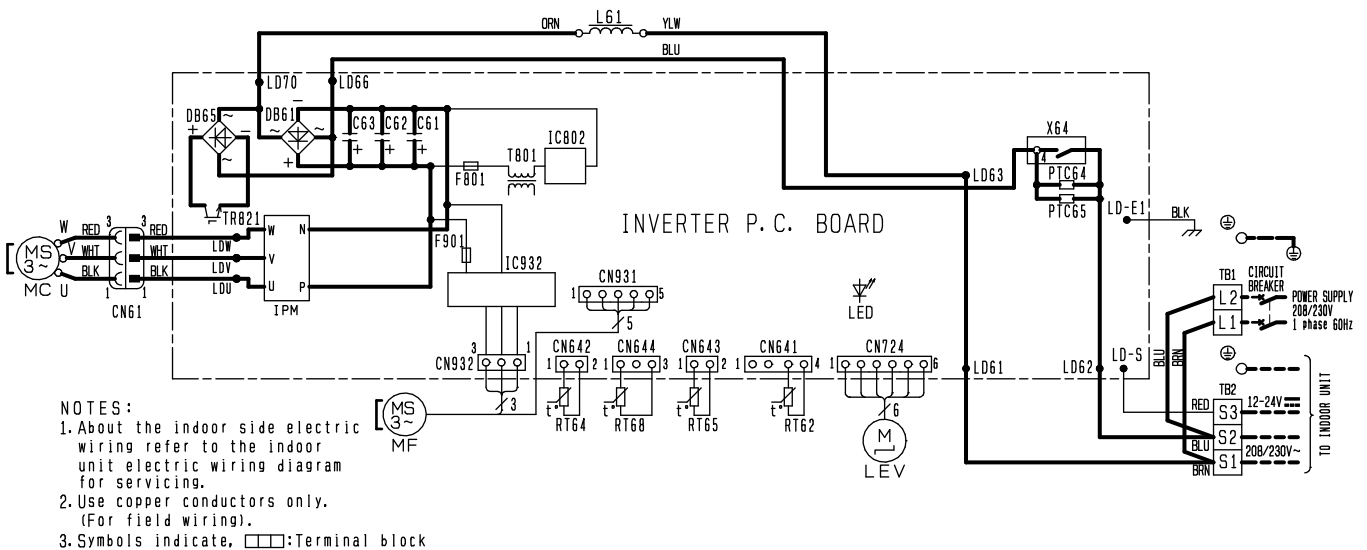 ORN L61 YLW
BLU
LD70 LD66
DB65 ~ DB61 −
+ − ~ ~ C63 C62 C61
~ + + + +
IC802
T801
F801
X64
4
LD63
PTC64
PTC65
LD-E1
BLK
TR821
INVERTER P.C. BOARD
W RED 3 3 RED
V WHT WHT
U BLK 1 1 BLK
MS
3~
MC
CN61
LDW
LDV
LDU
W N
V
U P
IPM
F901
IC932
CN931
1 5
5
LED
TB1
CIRCUIT
BREAKER
L2
L1
POWER SUPPLY
208/230V
1 phase 60Hz
BLU
BRN
3 1
CN932
3
CN642
1 2
t°
RT64
CN644
1 3
t°
RT68
CN643
1 2
t°
RT65
CN641
1 4
t°
RT62
CN724
1 6
6
M
LEV
LD61
LD62
LD-S
TB2
RED S3 12-24V
S2
BLU
S1 208/230V~
BRN
TO INDOOR UNIT
MS
3~
MF
NOTES:
1. About the indoor side electric
wiring refer to the indoor
unit electric wiring diagram
for servicing.
2. Use copper conductors only.
(For field wiring).
3. Symbols indicate, :Terminal block